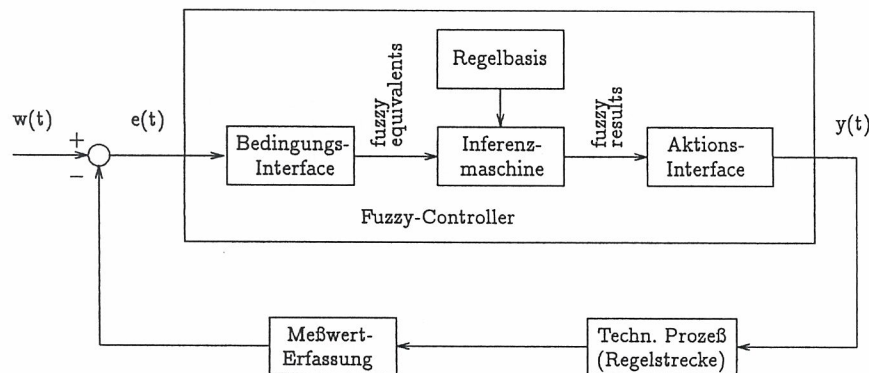 w(t)
+
−
e(t)
Bedingungs-
Interface
fuzzy
equivalents
Regelbasis
Inferenz-
maschine
fuzzy
results
Aktions-
Interface
y(t)
Fuzzy-Controller
Meßwert-
Erfassung
Techn. Prozeß
(Regelstrecke)